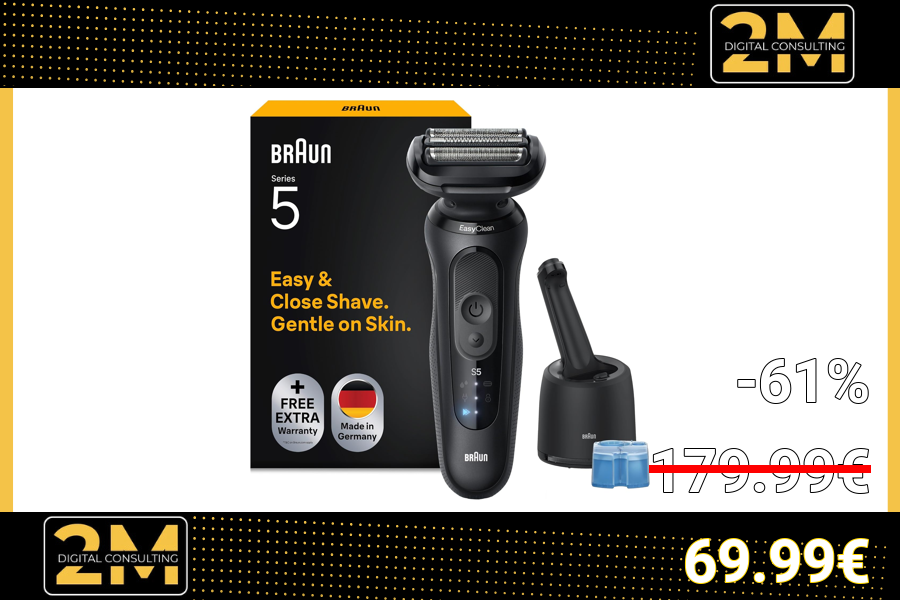 2M
DIGITAL CONSULTING
BRAUN
BRAUN
Series
5
Easy &
Close Shave.
Gentle on Skin.
+
FREE
EXTRA
Warranty
Made in
Germany
EasyClean
S5
BRAUN
BRAUN
-61%
179.99€
2M
DIGITAL CONSULTING
69.99€